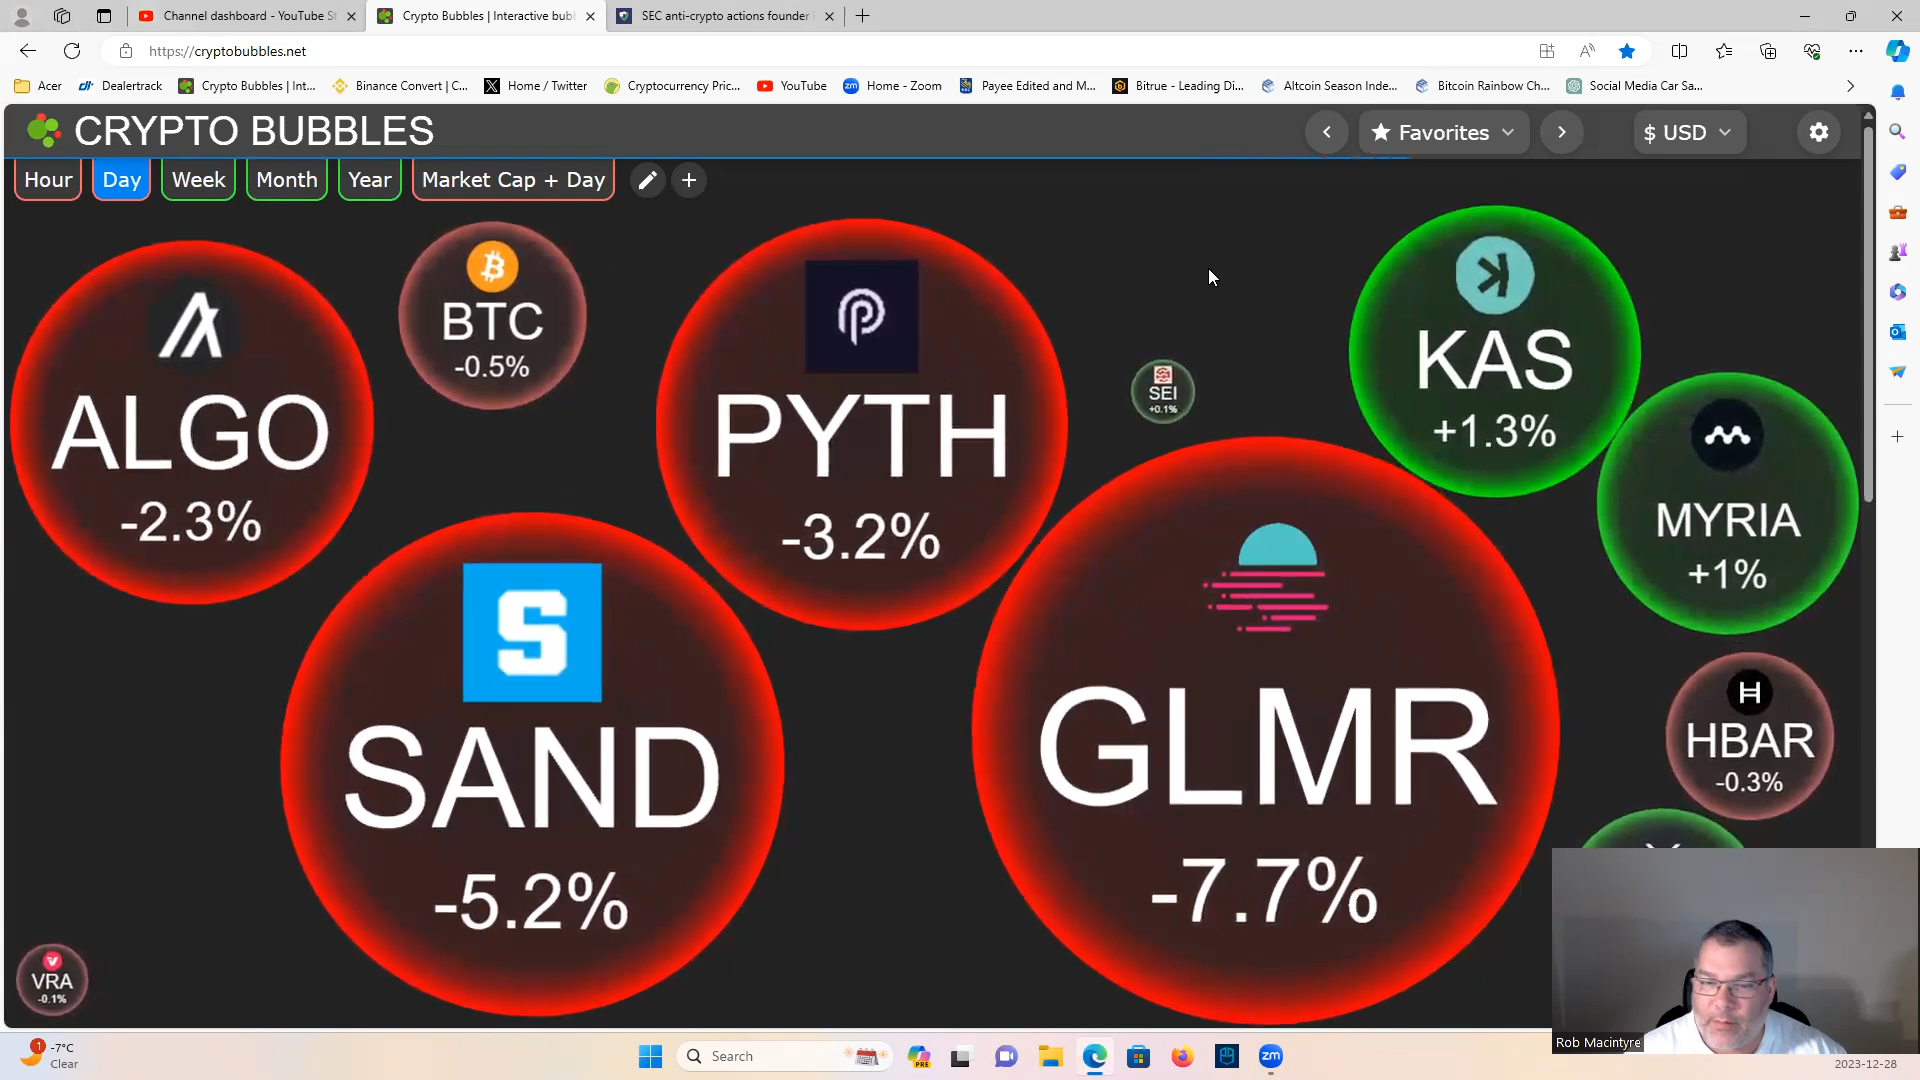 Channel dashboard - YouTube St
Crypto Bubbles | Interactive bub
SEC anti-crypto actions founder i
https://cryptobubbles.net
Acer
Dealertrack
Crypto Bubbles | Int...
Binance Convert | C...
Home / Twitter
Cryptocurrency Pric...
YouTube
Home - Zoom
Payee Edited and M...
Bitrue - Leading Di...
Altcoin Season Inde...
Bitcoin Rainbow Ch...
Social Media Car Sa...
CRYPTO BUBBLES
Favorites
$ USD
Hour
Day
Week
Month
Year
Market Cap + Day
ALGO
-2.3%
BTC
-0.5%
PYTH
-3.2%
SEI
+0.1%
KAS
+1.3%
MYRIA
+1%
SAND
-5.2%
GLMR
-7.7%
HBAR
-0.3%
VRA
-0.1%
Rob Macintyre
1
-7°C
Clear
Search
PRE
zm
2023-12-28